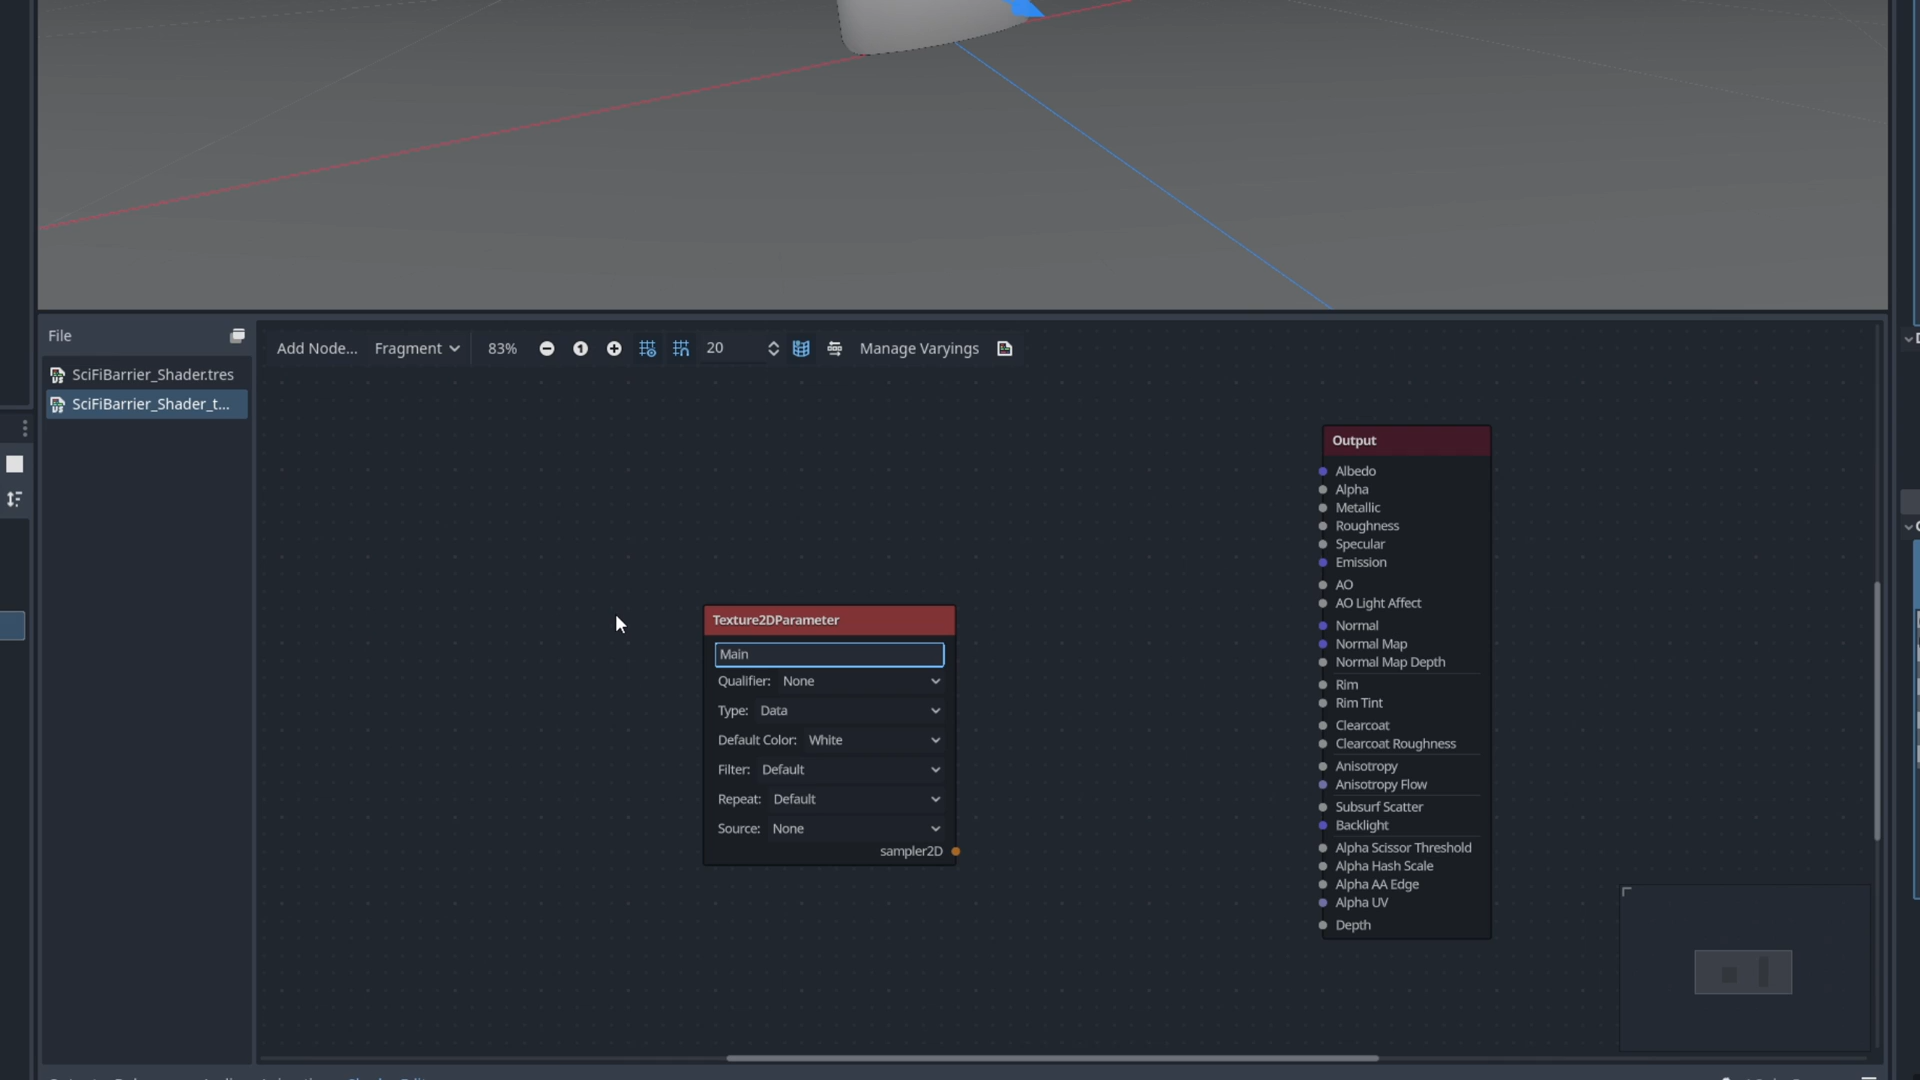 File
SciFiBarrier_Shader.tres
SciFiBarrier_Shader_t...
Add Node... Fragment 83% 20 Manage Varyings
Texture2DParameter
Main
Qualifier: None
Type: Data
Default Color: White
Filter: Default
Repeat: Default
Source: None
sampler2D
Output
Albedo
Alpha
Metallic
Roughness
Specular
Emission
AO
AO Light Affect
Normal
Normal Map
Normal Map Depth
Rim
Rim Tint
Clearcoat
Clearcoat Roughness
Anisotropy
Anisotropy Flow
Subsurf Scatter
Backlight
Alpha Scissor Threshold
Alpha Hash Scale
Alpha AA Edge
Alpha UV
Depth